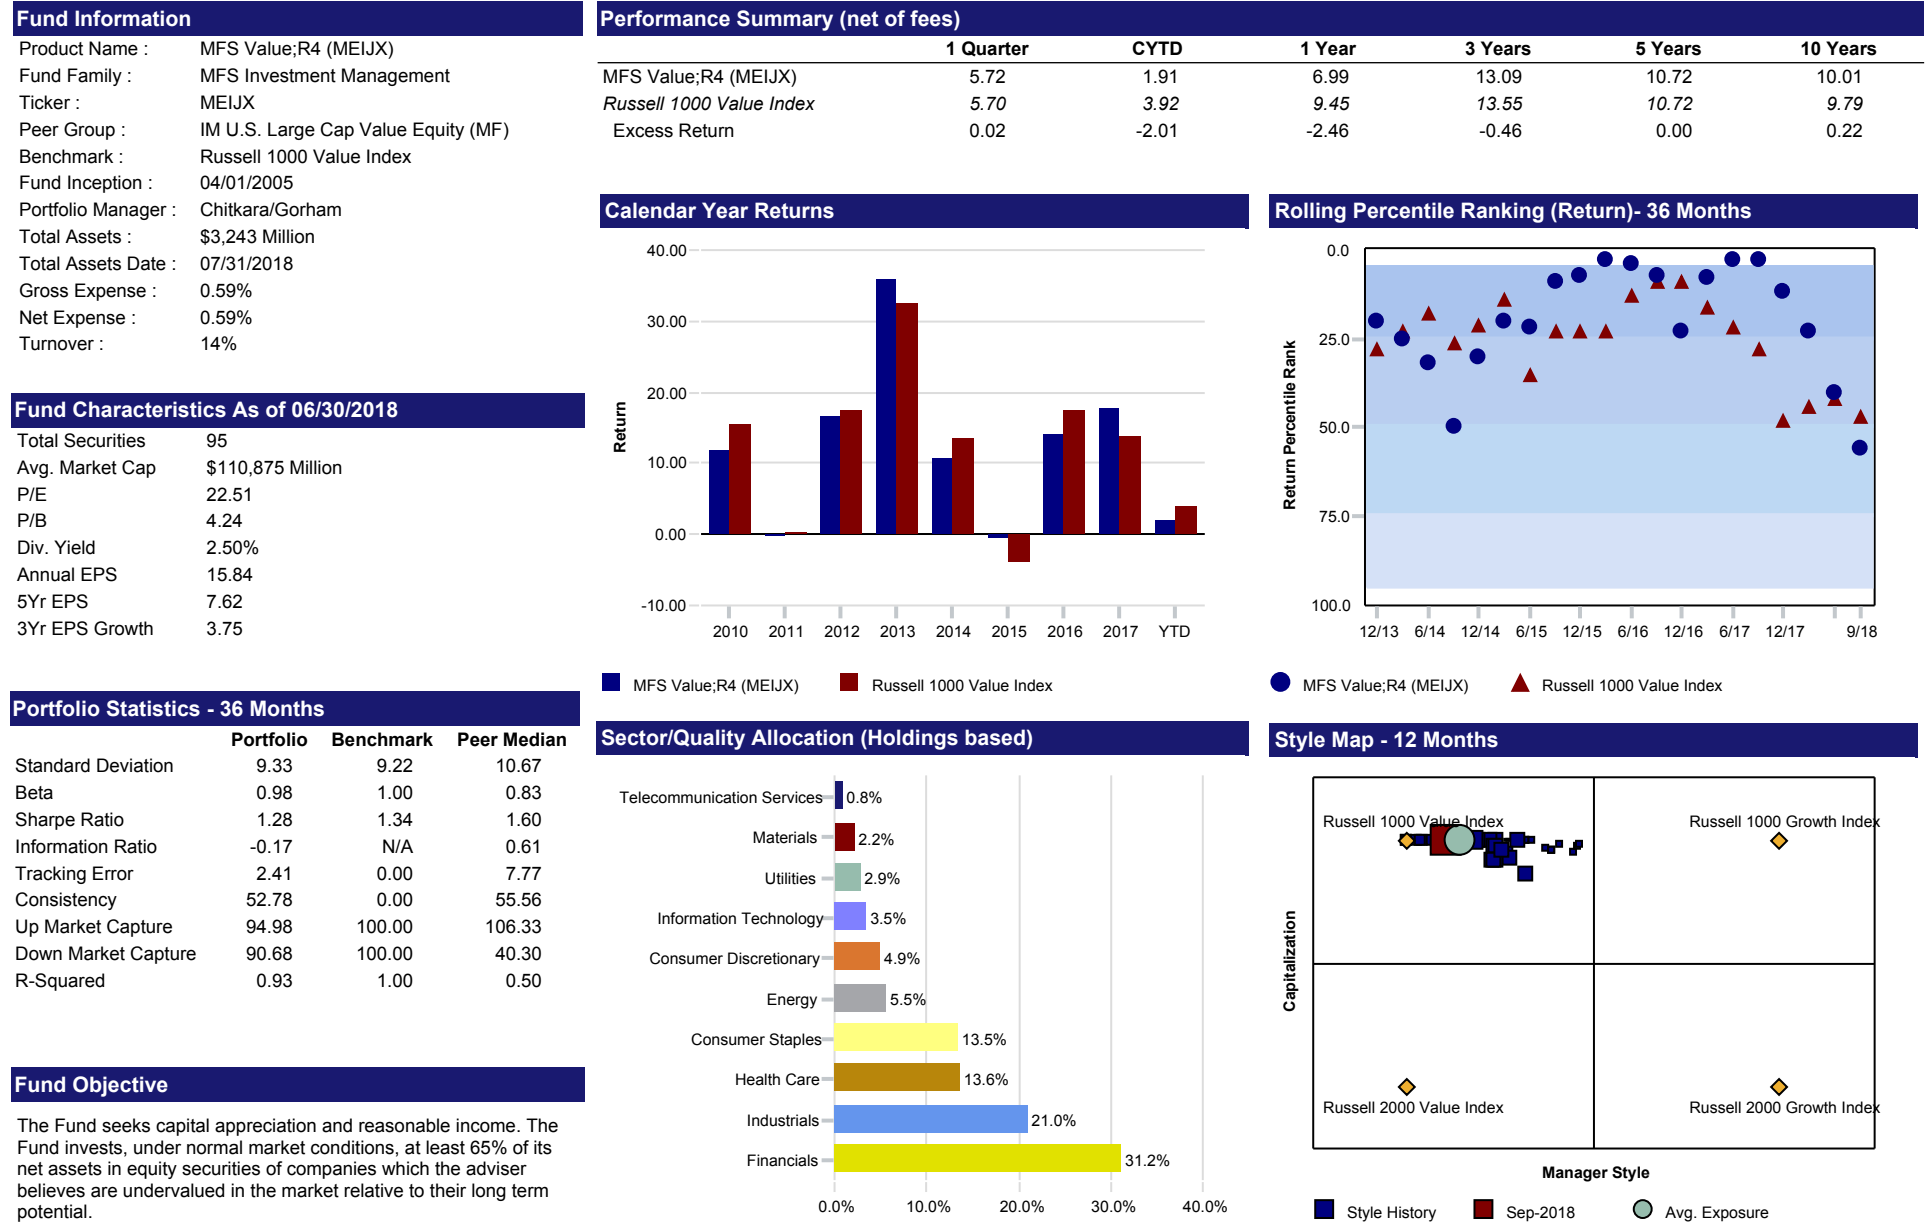 Fund Information
Product Name : MFS Value;R4 (MEIJX)
Fund Family : MFS Investment Management
Ticker : MEIJX
Peer Group : IM U.S. Large Cap Value Equity (MF)
Benchmark : Russell 1000 Value Index
Fund Inception : 04/01/2005
Portfolio Manager : Chitkara/Gorham
Total Assets : $3,243 Million
Total Assets Date : 07/31/2018
Gross Expense : 0.59%
Net Expense : 0.59%
Turnover : 14%
Fund Characteristics As of 06/30/2018
Total Securities 95
Avg. Market Cap $110,875 Million
P/E 22.51
P/B 4.24
Div. Yield 2.50%
Annual EPS 15.84
5Yr EPS 7.62
3Yr EPS Growth 3.75
Portfolio Statistics - 36 Months
Portfolio Benchmark Peer Median
Standard Deviation 9.33 9.22 10.67
Beta 0.98 1.00 0.83
Sharpe Ratio 1.28 1.34 1.60
Information Ratio -0.17 N/A 0.61
Tracking Error 2.41 0.00 7.77
Consistency 52.78 0.00 55.56
Up Market Capture 94.98 100.00 106.33
Down Market Capture 90.68 100.00 40.30
R-Squared 0.93 1.00 0.50
Fund Objective
The Fund seeks capital appreciation and reasonable income. The
Fund invests, under normal market conditions, at least 65% of its
net assets in equity securities of companies which the adviser
believes are undervalued in the market relative to their long term
potential.
Performance Summary (net of fees)
1 Quarter CYTD 1 Year 3 Years 5 Years 10 Years
MFS Value;R4 (MEIJX) 5.72 1.91 6.99 13.09 10.72 10.01
Russell 1000 Value Index 5.70 3.92 9.45 13.55 10.72 9.79
Excess Return 0.02 -2.01 -2.46 -0.46 0.00 0.22
Calendar Year Returns
40.00
30.00
20.00
10.00
0.00
-10.00
Return
2010 2011 2012 2013 2014 2015 2016 2017 YTD
MFS Value;R4 (MEIJX) Russell 1000 Value Index
Rolling Percentile Ranking (Return)- 36 Months
0.0
25.0
50.0
75.0
100.0
Return Percentile Rank
12/13 6/14 12/14 6/15 12/15 6/16 12/16 6/17 12/17 9/18
MFS Value;R4 (MEIJX) Russell 1000 Value Index
Sector/Quality Allocation (Holdings based)
Telecommunication Services 0.8%
Materials 2.2%
Utilities 2.9%
Information Technology 3.5%
Consumer Discretionary 4.9%
Energy 5.5%
Consumer Staples 13.5%
Health Care 13.6%
Industrials 21.0%
Financials 31.2%
0.0% 10.0% 20.0% 30.0% 40.0%
Style Map - 12 Months
Russell 1000 Value Index Russell 1000 Growth Index
Capitalization
Russell 2000 Value Index Russell 2000 Growth Index
Manager Style
Style History Sep-2018 Avg. Exposure